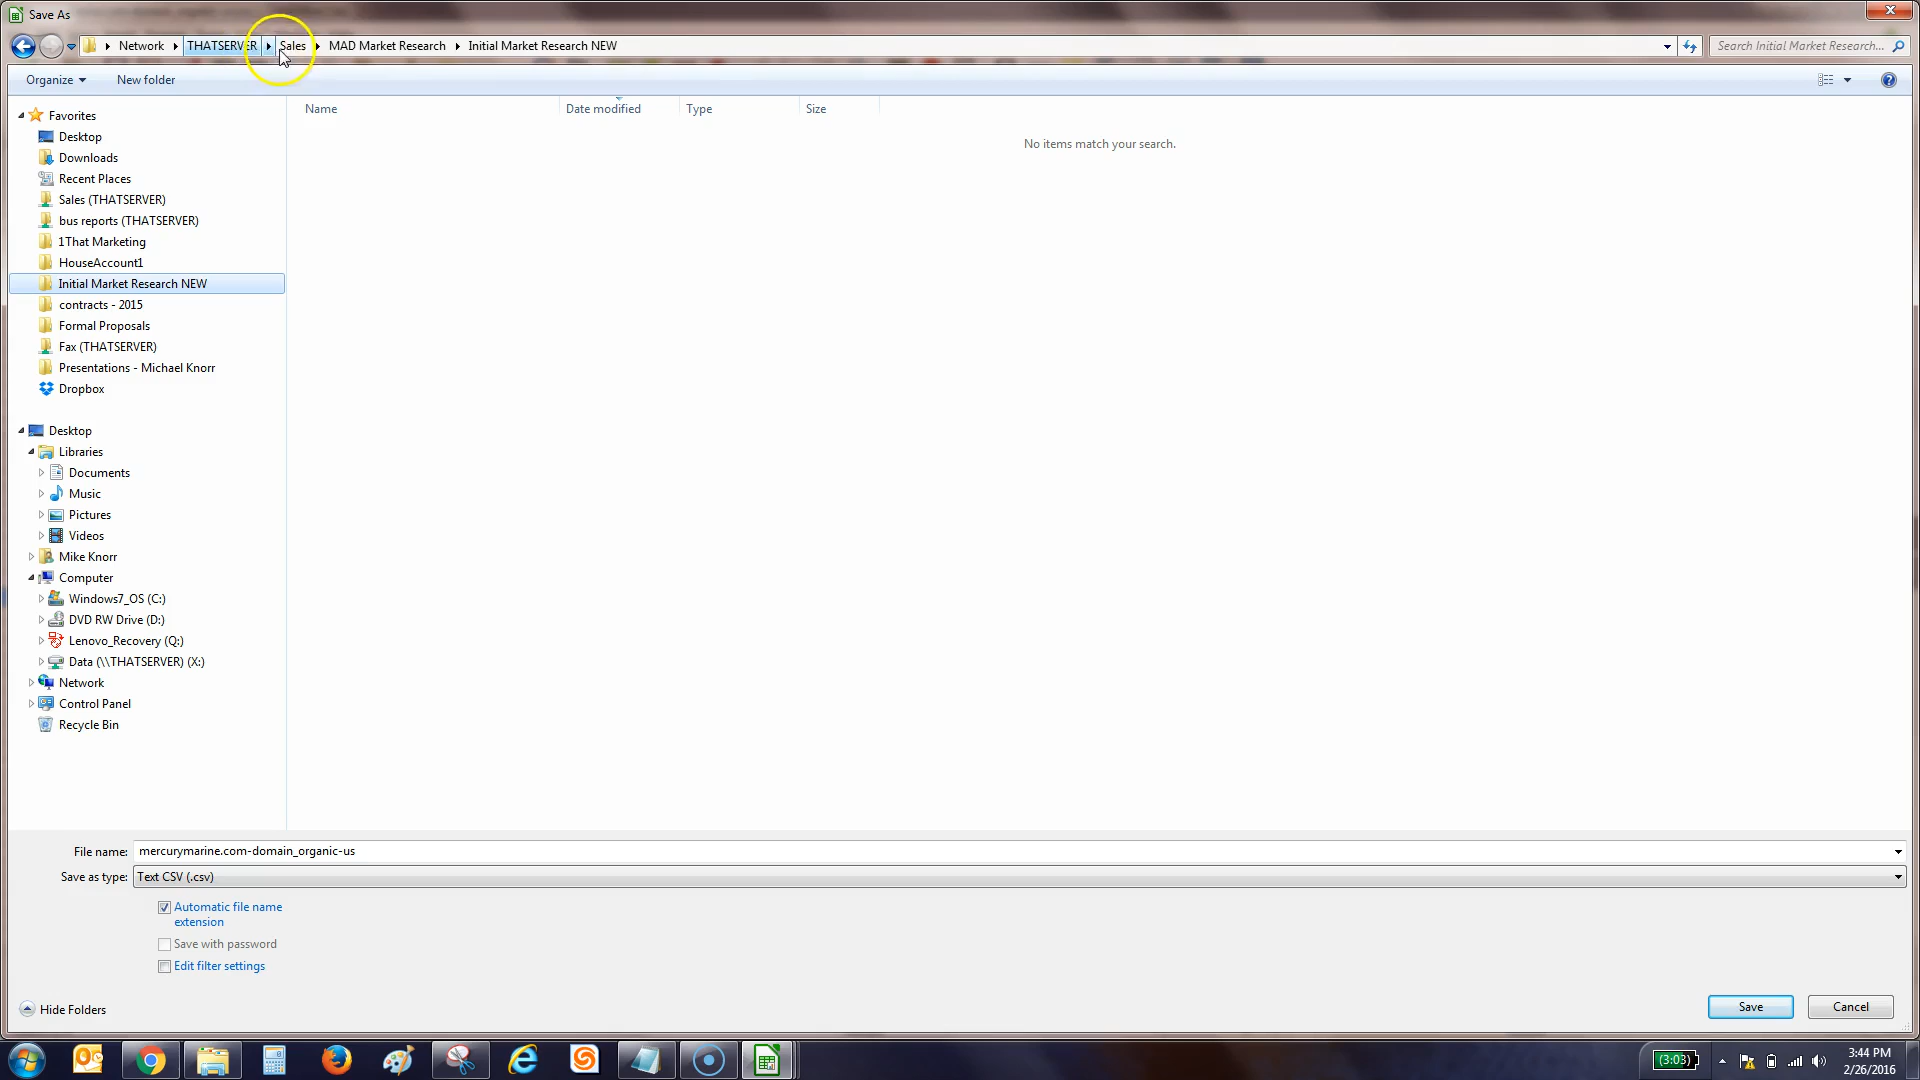 Save As
Network THATSERVER Sales MAD Market Research Initial Market Research NEW
Search Initial Market Research...
Organize New folder
Name Date modified Type Size
No items match your search.
Favorites
Desktop
Downloads
Recent Places
Sales (THATSERVER)
bus reports (THATSERVER)
1That Marketing
HouseAccount1
Initial Market Research NEW
contracts - 2015
Formal Proposals
Fax (THATSERVER)
Presentations - Michael Knorr
Dropbox
Desktop
Libraries
Documents
Music
Pictures
Videos
Mike Knorr
Computer
Windows7_OS (C:)
DVD RW Drive (D:)
Lenovo_Recovery (Q:)
Data (\\THATSERVER) (X:)
Network
Control Panel
Recycle Bin
File name: mercurymarine.com-domain_organic-us
Save as type: Text CSV (.csv)
Automatic file name
extension
Save with password
Edit filter settings
Hide Folders
Save Cancel
(3:03)
3:44 PM
2/26/2016